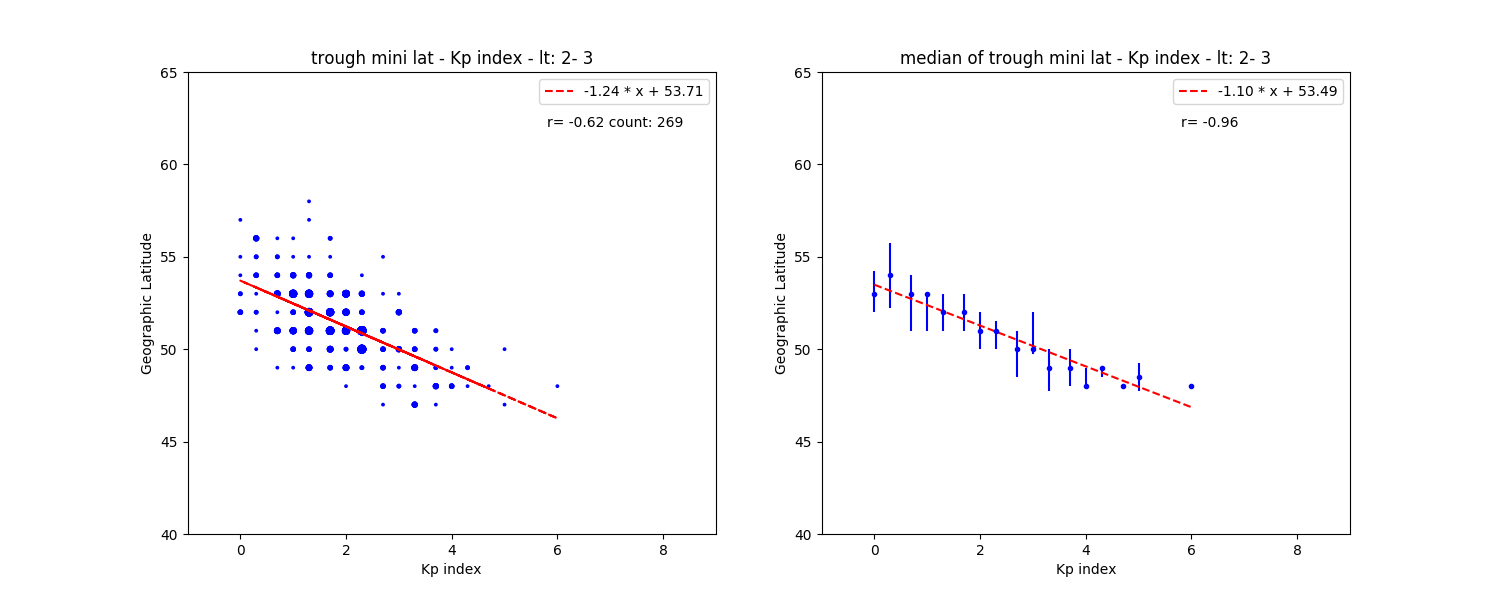 trough mini lat - Kp index - lt: 2- 3
-1.24 * x + 53.71
r= -0.62 count: 269
65
60
55
50
45
40
Geographic Latitude
0 2 4 6 8
Kp index
median of trough mini lat - Kp index - lt: 2- 3
-1.10 * x + 53.49
r= -0.96
65
60
55
50
45
40
Geographic Latitude
0 2 4 6 8
Kp index